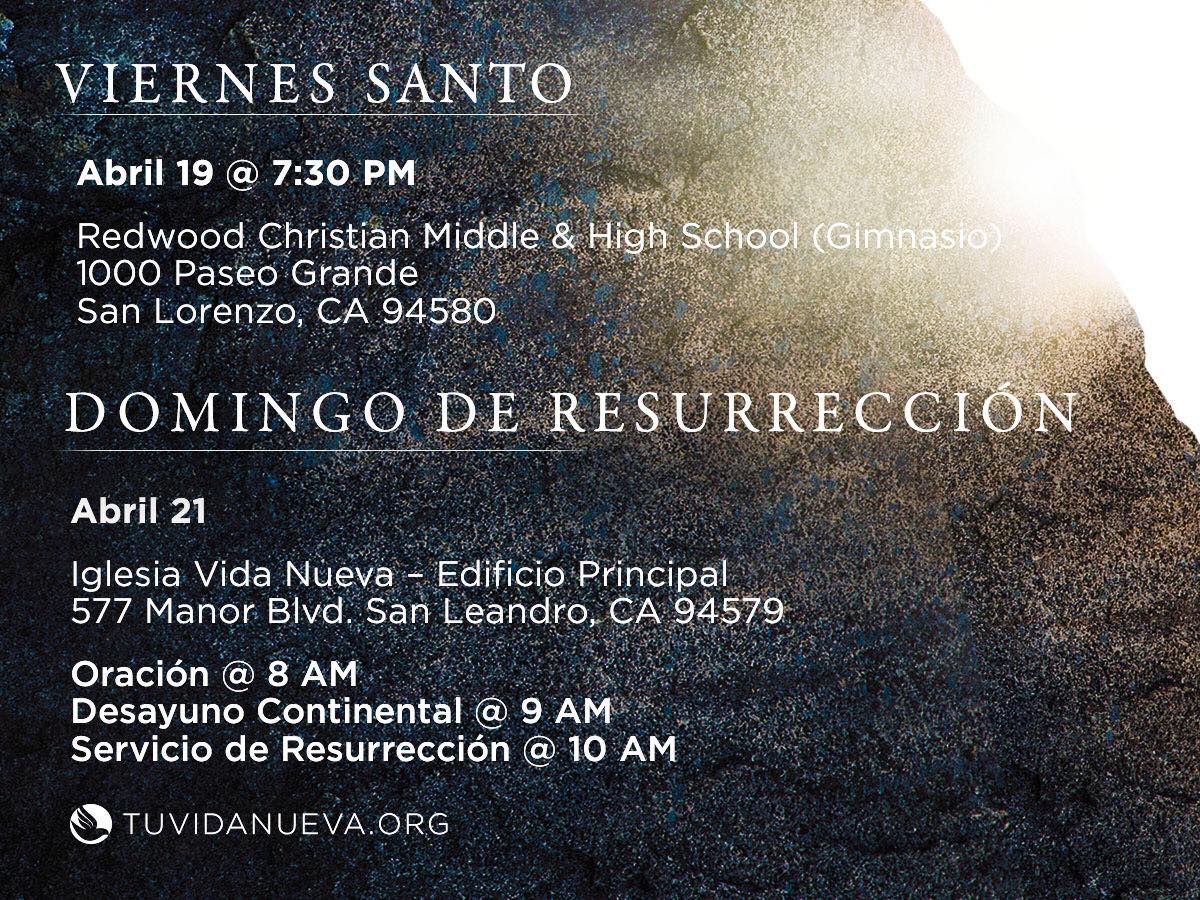 VIERNES SANTO
Abril 19 @ 7:30 PM
Redwood Christian Middle & High School (Gimnasio)
1000 Paseo Grande
San Lorenzo, CA 94580
DOMINGO DE RESURRECCIÓN
Abril 21
Iglesia Vida Nueva – Edificio Principal
577 Manor Blvd. San Leandro, CA 94579
Oración @ 8 AM
Desayuno Continental @ 9 AM
Servicio de Resurrección @ 10 AM
TUVIDANUEVA.ORG